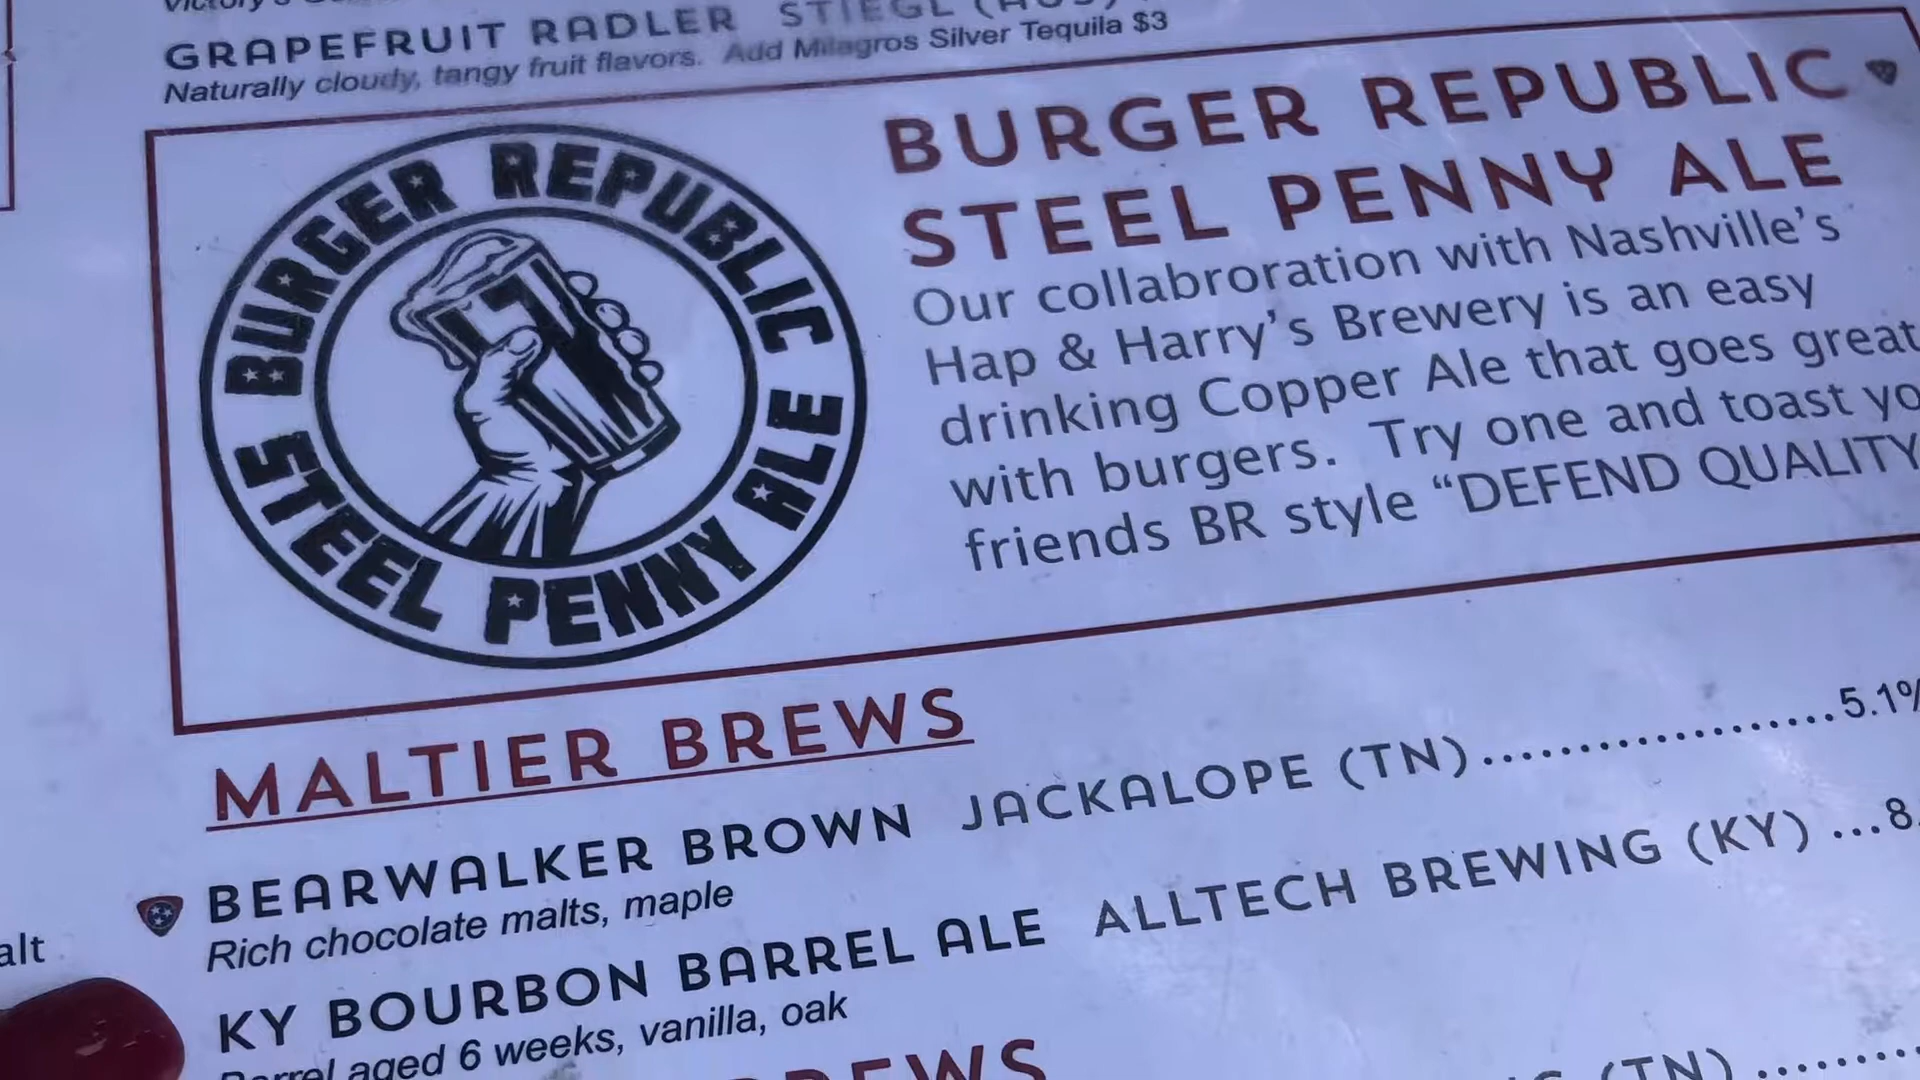 GRAPEFRUIT RADLER STIEGL
Naturally cloudy, tangy fruit flavors. Add Milagros Silver Tequila $3
BURGER REPUBLIC
STEEL PENNY ALE
BURGER REPUBLIC
STEEL PENNY ALE
Our collabroration with Nashville's
Hap & Harry's Brewery is an easy
drinking Copper Ale that goes great
with burgers. Try one and toast
friends BR style "DEFEND QUALITY
MALTIER BREWS
BEARWALKER BROWN JACKALOPE (TN)....................5.1%
Rich chocolate malts, maple
KY BOURBON BARREL ALE ALLTECH BREWING (KY) ...8.
Barrel aged 6 weeks, vanilla, oak
(TN)